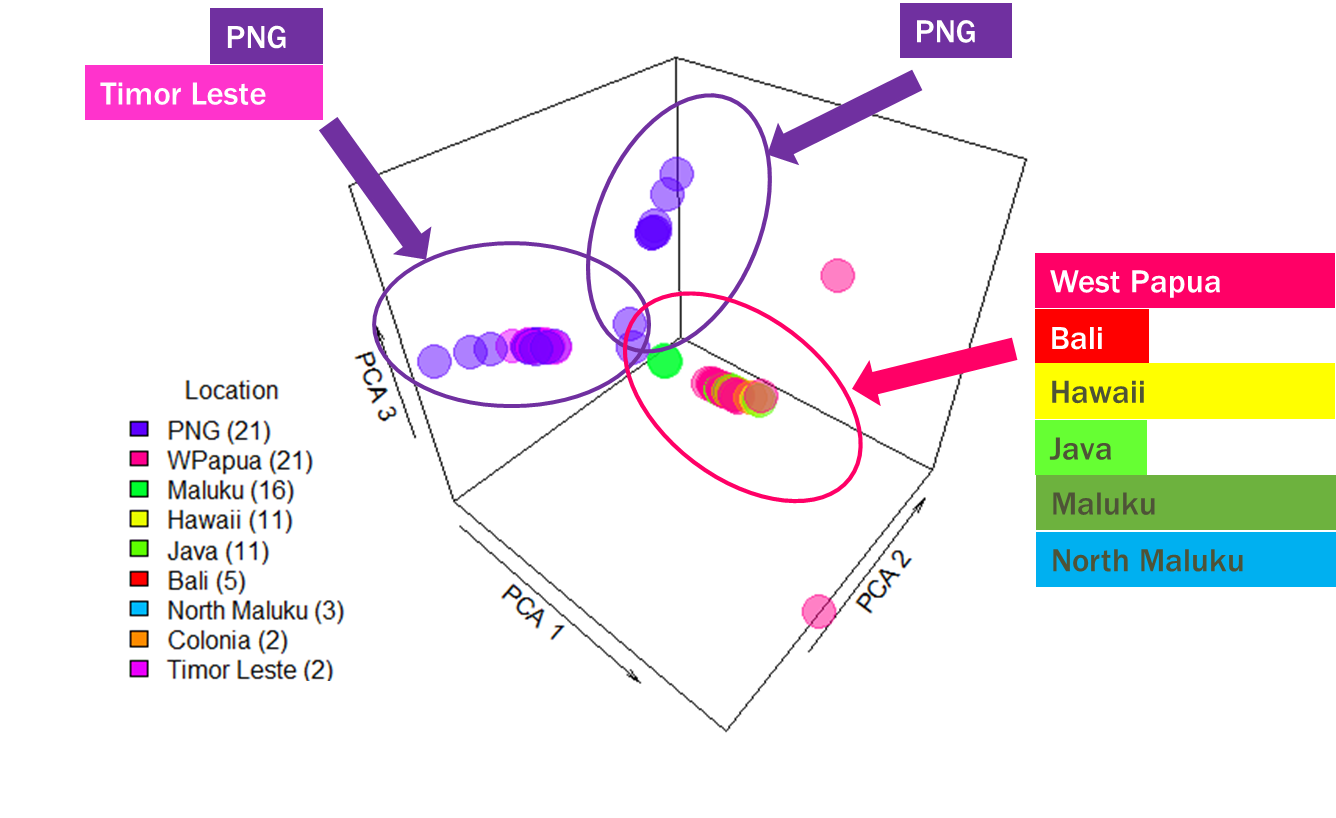 PNG
PNG
Timor Leste
West Papua
Bali
Hawaii
Java
Maluku
North Maluku
PCA 3
PCA 1
PCA 2
Location
PNG (21)
WPapua (21)
Maluku (16)
Hawaii (11)
Java (11)
Bali (5)
North Maluku (3)
Colonia (2)
Timor Leste (2)